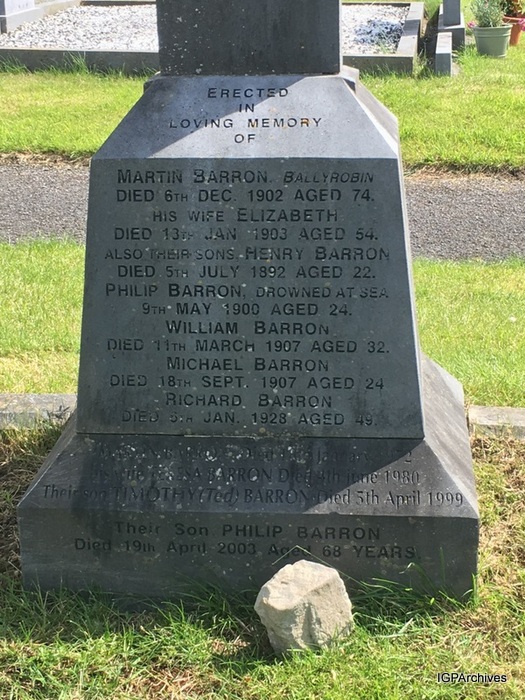 ERECTED
IN
LOVING MEMORY
OF
MARTIN BARRON, BALLYROBIN
DIED 6TH DEC. 1902 AGED 74.
HIS WIFE ELIZABETH
DIED 13TH JAN 1903 AGED 54.
ALSO THEIR SONS, HENRY BARRON
DIED 5TH JULY 1892 AGED 22.
PHILIP BARRON, DROWNED AT SEA
9TH MAY 1900 AGED 24.
WILLIAM BARRON
DIED 11TH MARCH 1907 AGED 32.
MICHAEL BARRON
DIED 18TH SEPT. 1907 AGED 24
RICHARD BARRON
DIED 5TH JAN. 1928 AGED 49.
Died
BARRON Died 8th June 1980
Their son TIMOTHY (Ted) BARRON Died 5th April 1999
Their Son PHILIP BARRON
Died 19th April 2003 Aged 68 YEARS
IGPArchives